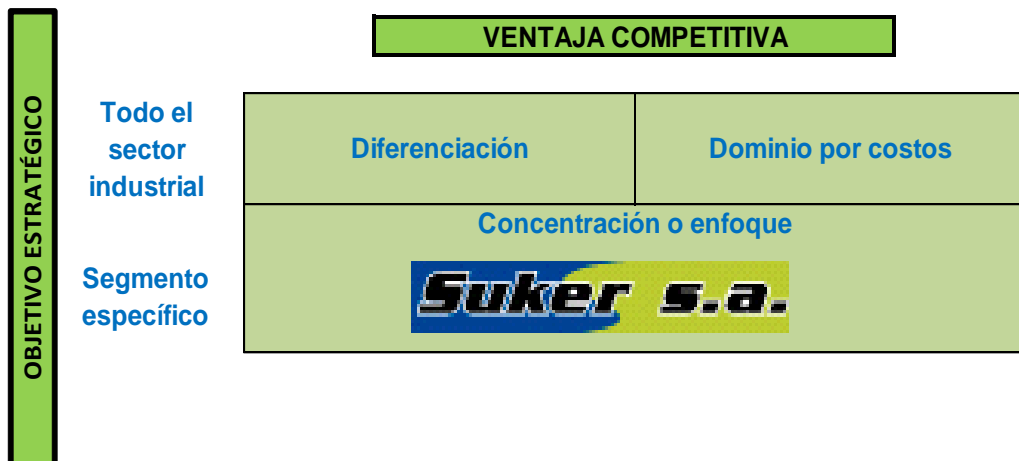 VENTAJA COMPETITIVA
OBJETIVO ESTRATÉGICO
Todo el
sector
industrial
Diferenciación
Dominio por costos
Concentración o enfoque
Segmento
específico
Suker s.a.